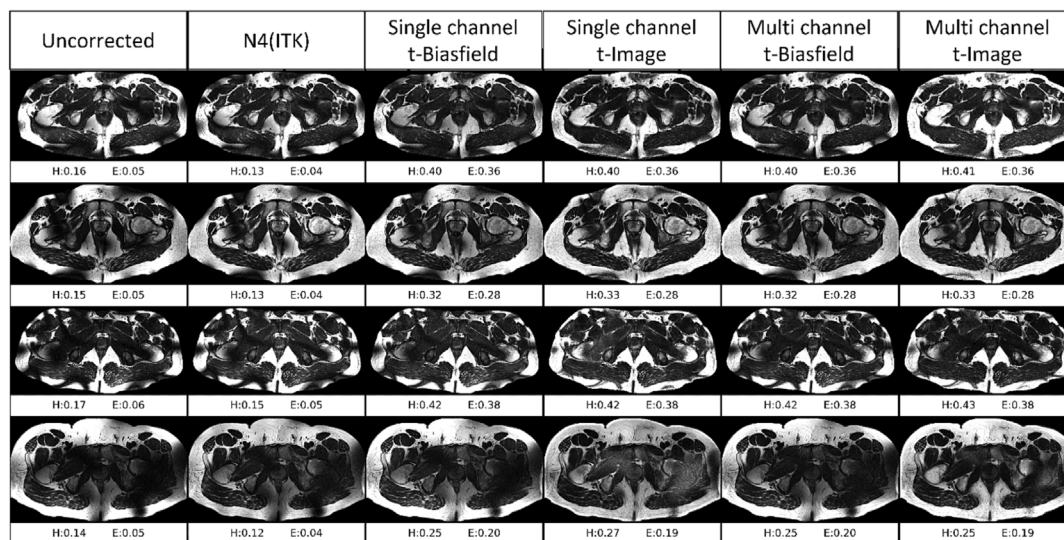 Uncorrected N4(ITK) Single channel t-Biasfield Single channel t-Image Multi channel t-Biasfield Multi channel t-Image
H:0.16 E:0.05 H:0.13 E:0.04 H:0.40 E:0.36 H:0.40 E:0.36 H:0.40 E:0.36 H:0.41 E:0.36
H:0.15 E:0.05 H:0.13 E:0.04 H:0.32 E:0.28 H:0.33 E:0.28 H:0.32 E:0.28 H:0.33 E:0.28
H:0.17 E:0.06 H:0.15 E:0.05 H:0.42 E:0.38 H:0.42 E:0.38 H:0.42 E:0.38 H:0.43 E:0.38
H:0.14 E:0.05 H:0.12 E:0.04 H:0.25 E:0.20 H:0.27 E:0.19 H:0.25 E:0.20 H:0.25 E:0.19